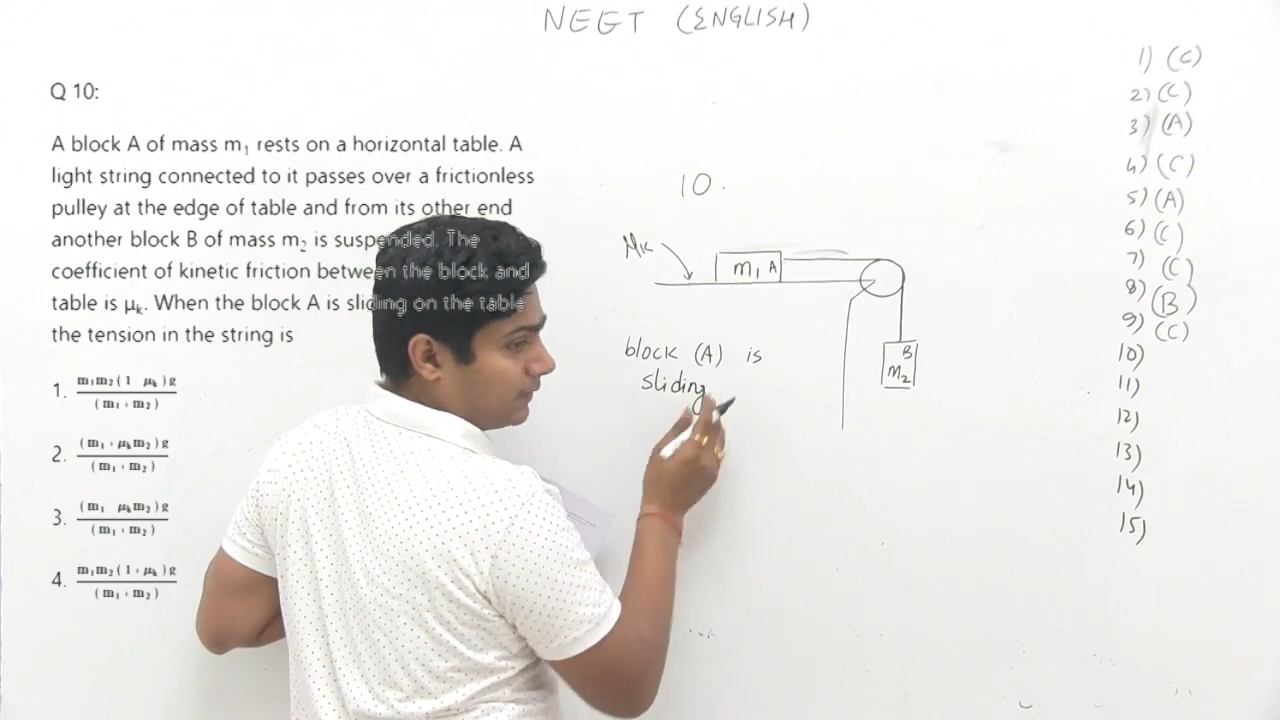 NEET (ENGLISH)
Q 10:
A block A of mass m₁ rests on a horizontal table. A
light string connected to it passes over a frictionless
pulley at the edge of table and from its other end
another block B of mass m₂ is suspended. The
coefficient of kinetic friction between the block and
table is μₖ. When the block A is sliding on the table
the tension in the string is
1. m₁m₂(1 μₖ)g
(m₁ + m₂)
2. (m₁ + μₖm₂)g
(m₁ + m₂)
3. (m₁ μₖm₂)g
(m₁ + m₂)
4. m₁m₂(1 + μₖ)g
(m₁ + m₂)
10.
μK
m₁ A
B
m₂
block (A) is
sliding
1) (C)
2) (C)
3) (A)
4) (C)
5) (A)
6) (C)
7) (C)
8) (B)
9) (C)
10)
11)
12)
13)
14)
15)